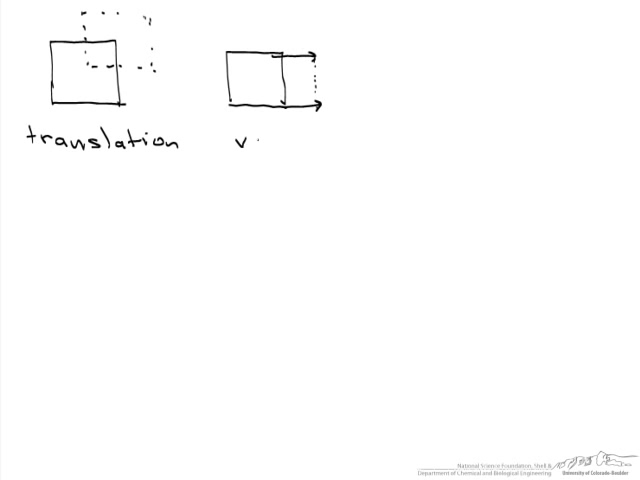 translation v.
National Science Foundation, Shell &
Department of Chemical and Biological Engineering University of Colorado Boulder